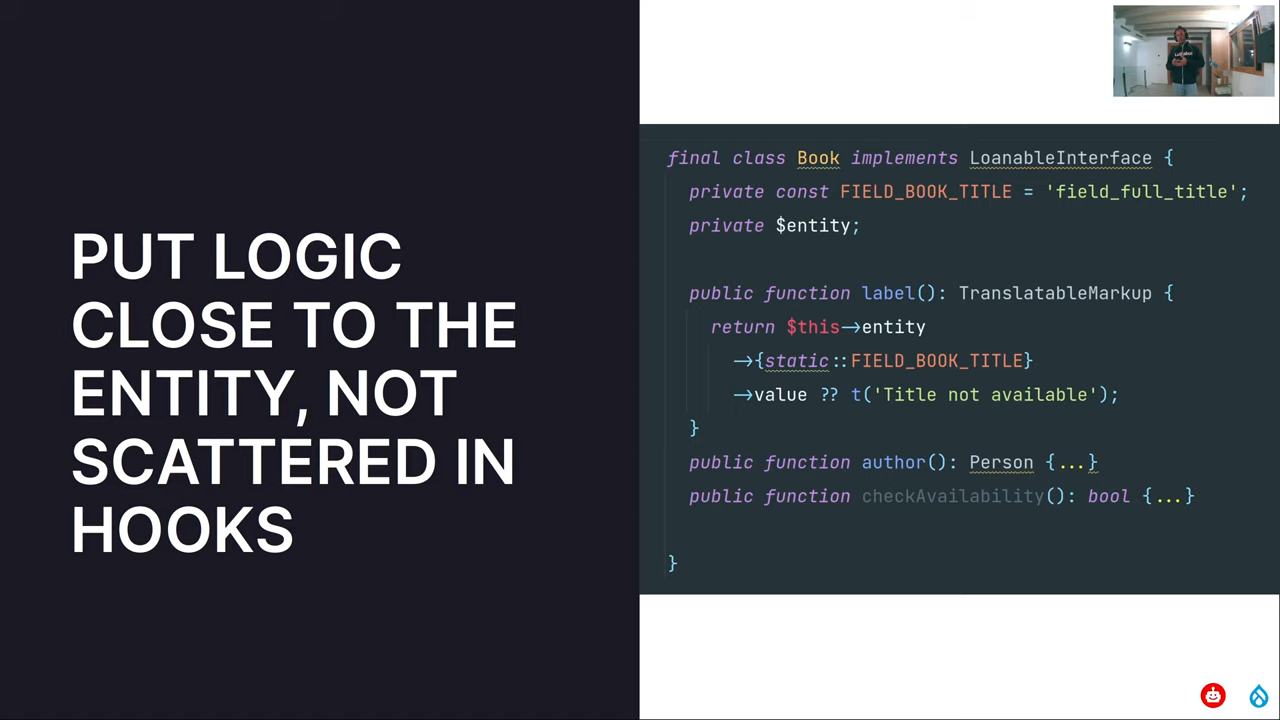 PUT LOGIC
CLOSE TO THE
ENTITY, NOT
SCATTERED IN
HOOKS
final class Book implements LoanableInterface {
private const FIELD_BOOK_TITLE = 'field_full_title';
private $entity;
public function label(): TranslatableMarkup {
return $this→entity
→{static::FIELD_BOOK_TITLE}
→value ?? t('Title not available');
}
public function author(): Person {...}
public function checkAvailability(): bool {...}
}